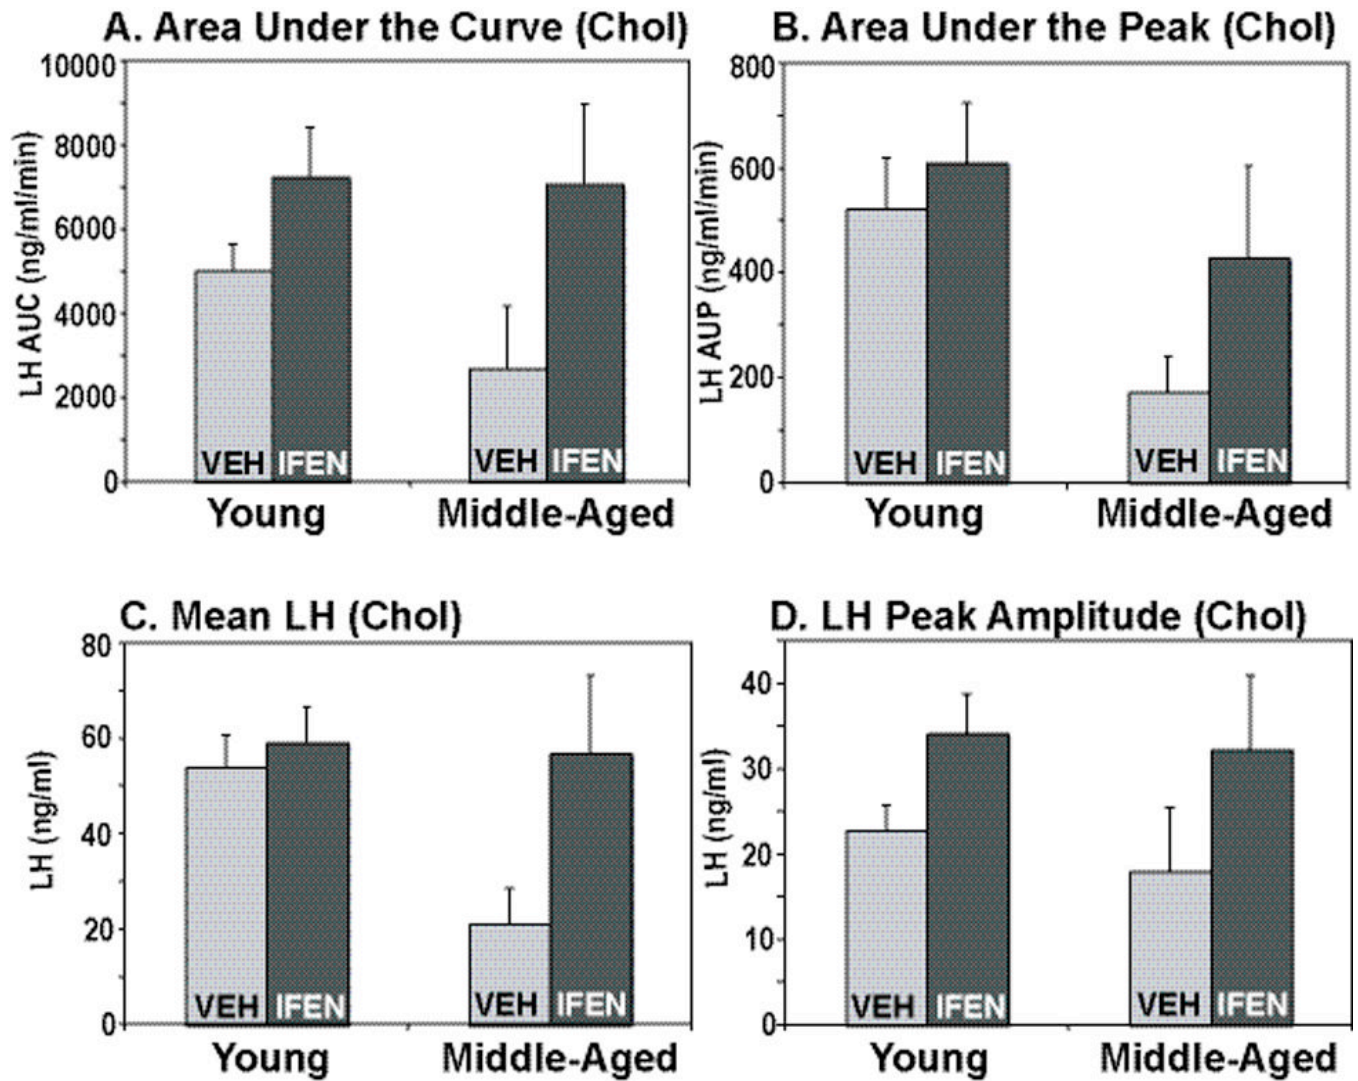 A. Area Under the Curve (Chol)
LH AUC (ng/ml/min)
10000
8000
6000
4000
2000
0
VEH IFEN VEH IFEN
Young Middle-Aged
B. Area Under the Peak (Chol)
LH AUP (ng/ml/min)
800
600
400
200
0
VEH IFEN VEH IFEN
Young Middle-Aged
C. Mean LH (Chol)
LH (ng/ml)
80
60
40
20
0
VEH IFEN VEH IFEN
Young Middle-Aged
D. LH Peak Amplitude (Chol)
LH (ng/ml)
40
30
20
10
0
VEH IFEN VEH IFEN
Young Middle-Aged